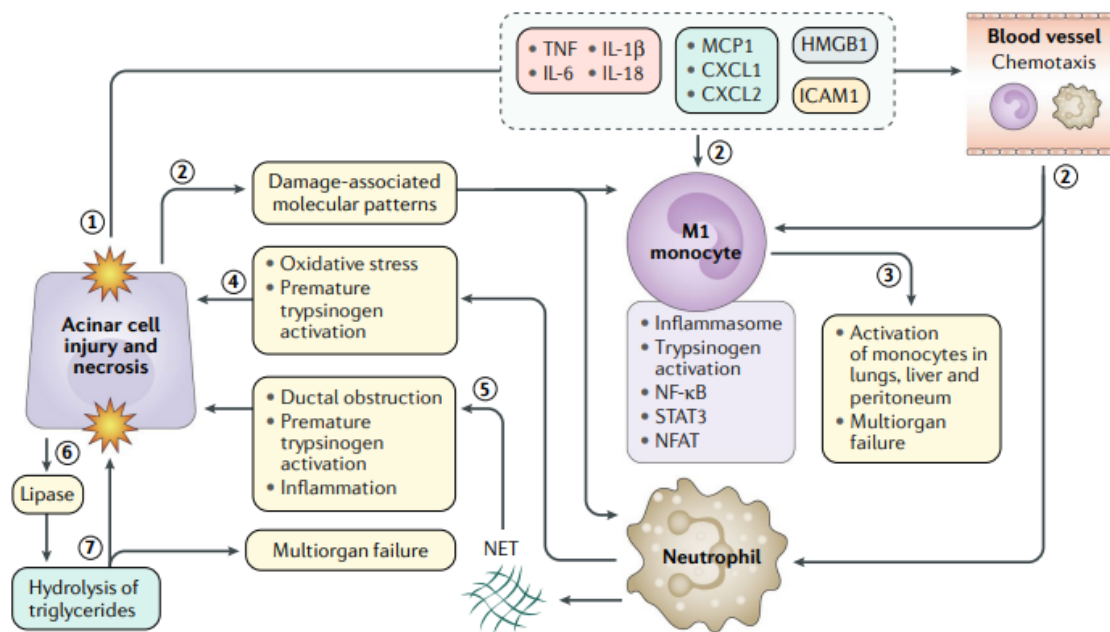 • TNF • IL-1β
• IL-6 • IL-18
• MCP1
• CXCL1
• CXCL2
HMGB1
ICAM1
Blood vessel
Chemotaxis
①
②
Damage-associated
molecular patterns
②
②
M1
monocyte
③
• Oxidative stress
• Premature
trypsinogen
activation
④
Acinar cell
injury and
necrosis
• Inflammasome
• Trypsinogen
activation
• NF-κB
• STAT3
• NFAT
• Activation
of monocytes in
lungs, liver and
peritoneum
• Multiorgan
failure
• Ductal obstruction
• Premature
trypsinogen
activation
• Inflammation
⑤
⑥
Lipase
⑦
Multiorgan failure
NET
Neutrophil
Hydrolysis of
triglycerides